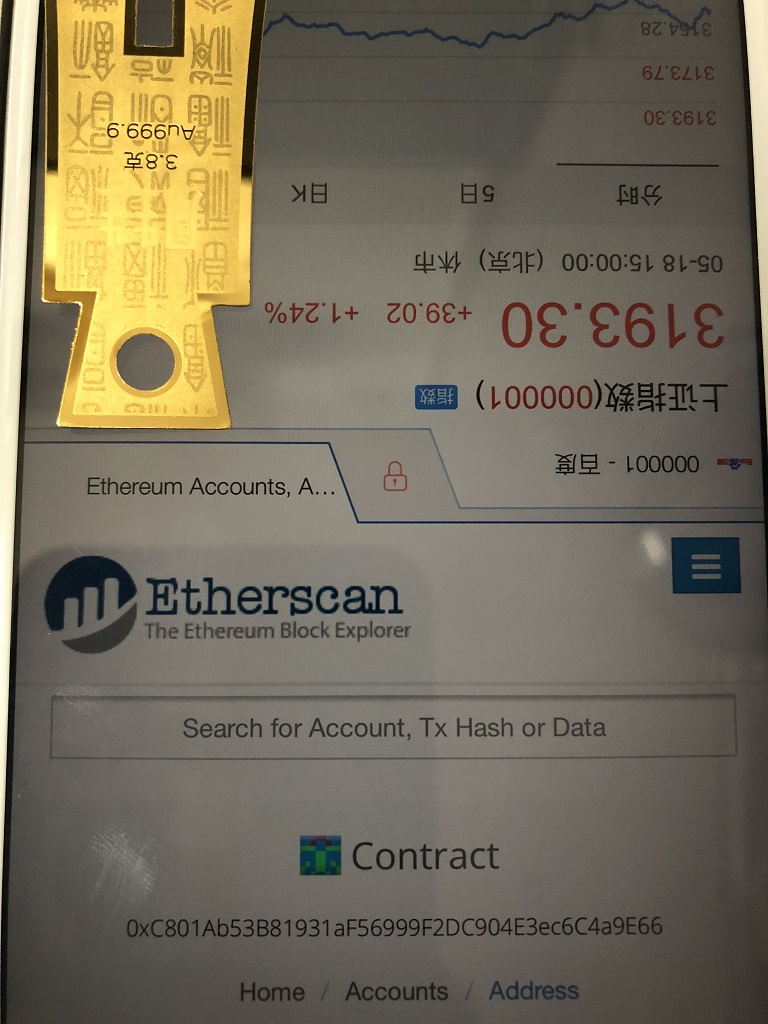 3154.28
3173.79
3193.30
Au999.9
3.8克
分时
5日
日K
05-18 15:00:00 (北京) 休市
3193.30 +39.02 +1.24%
上证指数(000001) 指数
000001 - 百度
Ethereum Accounts, A...
Etherscan
The Ethereum Block Explorer
Search for Account, Tx Hash or Data
Contract
0xC801Ab53B81931aF56999F2DC904E3ec6C4a9E66
Home / Accounts / Address